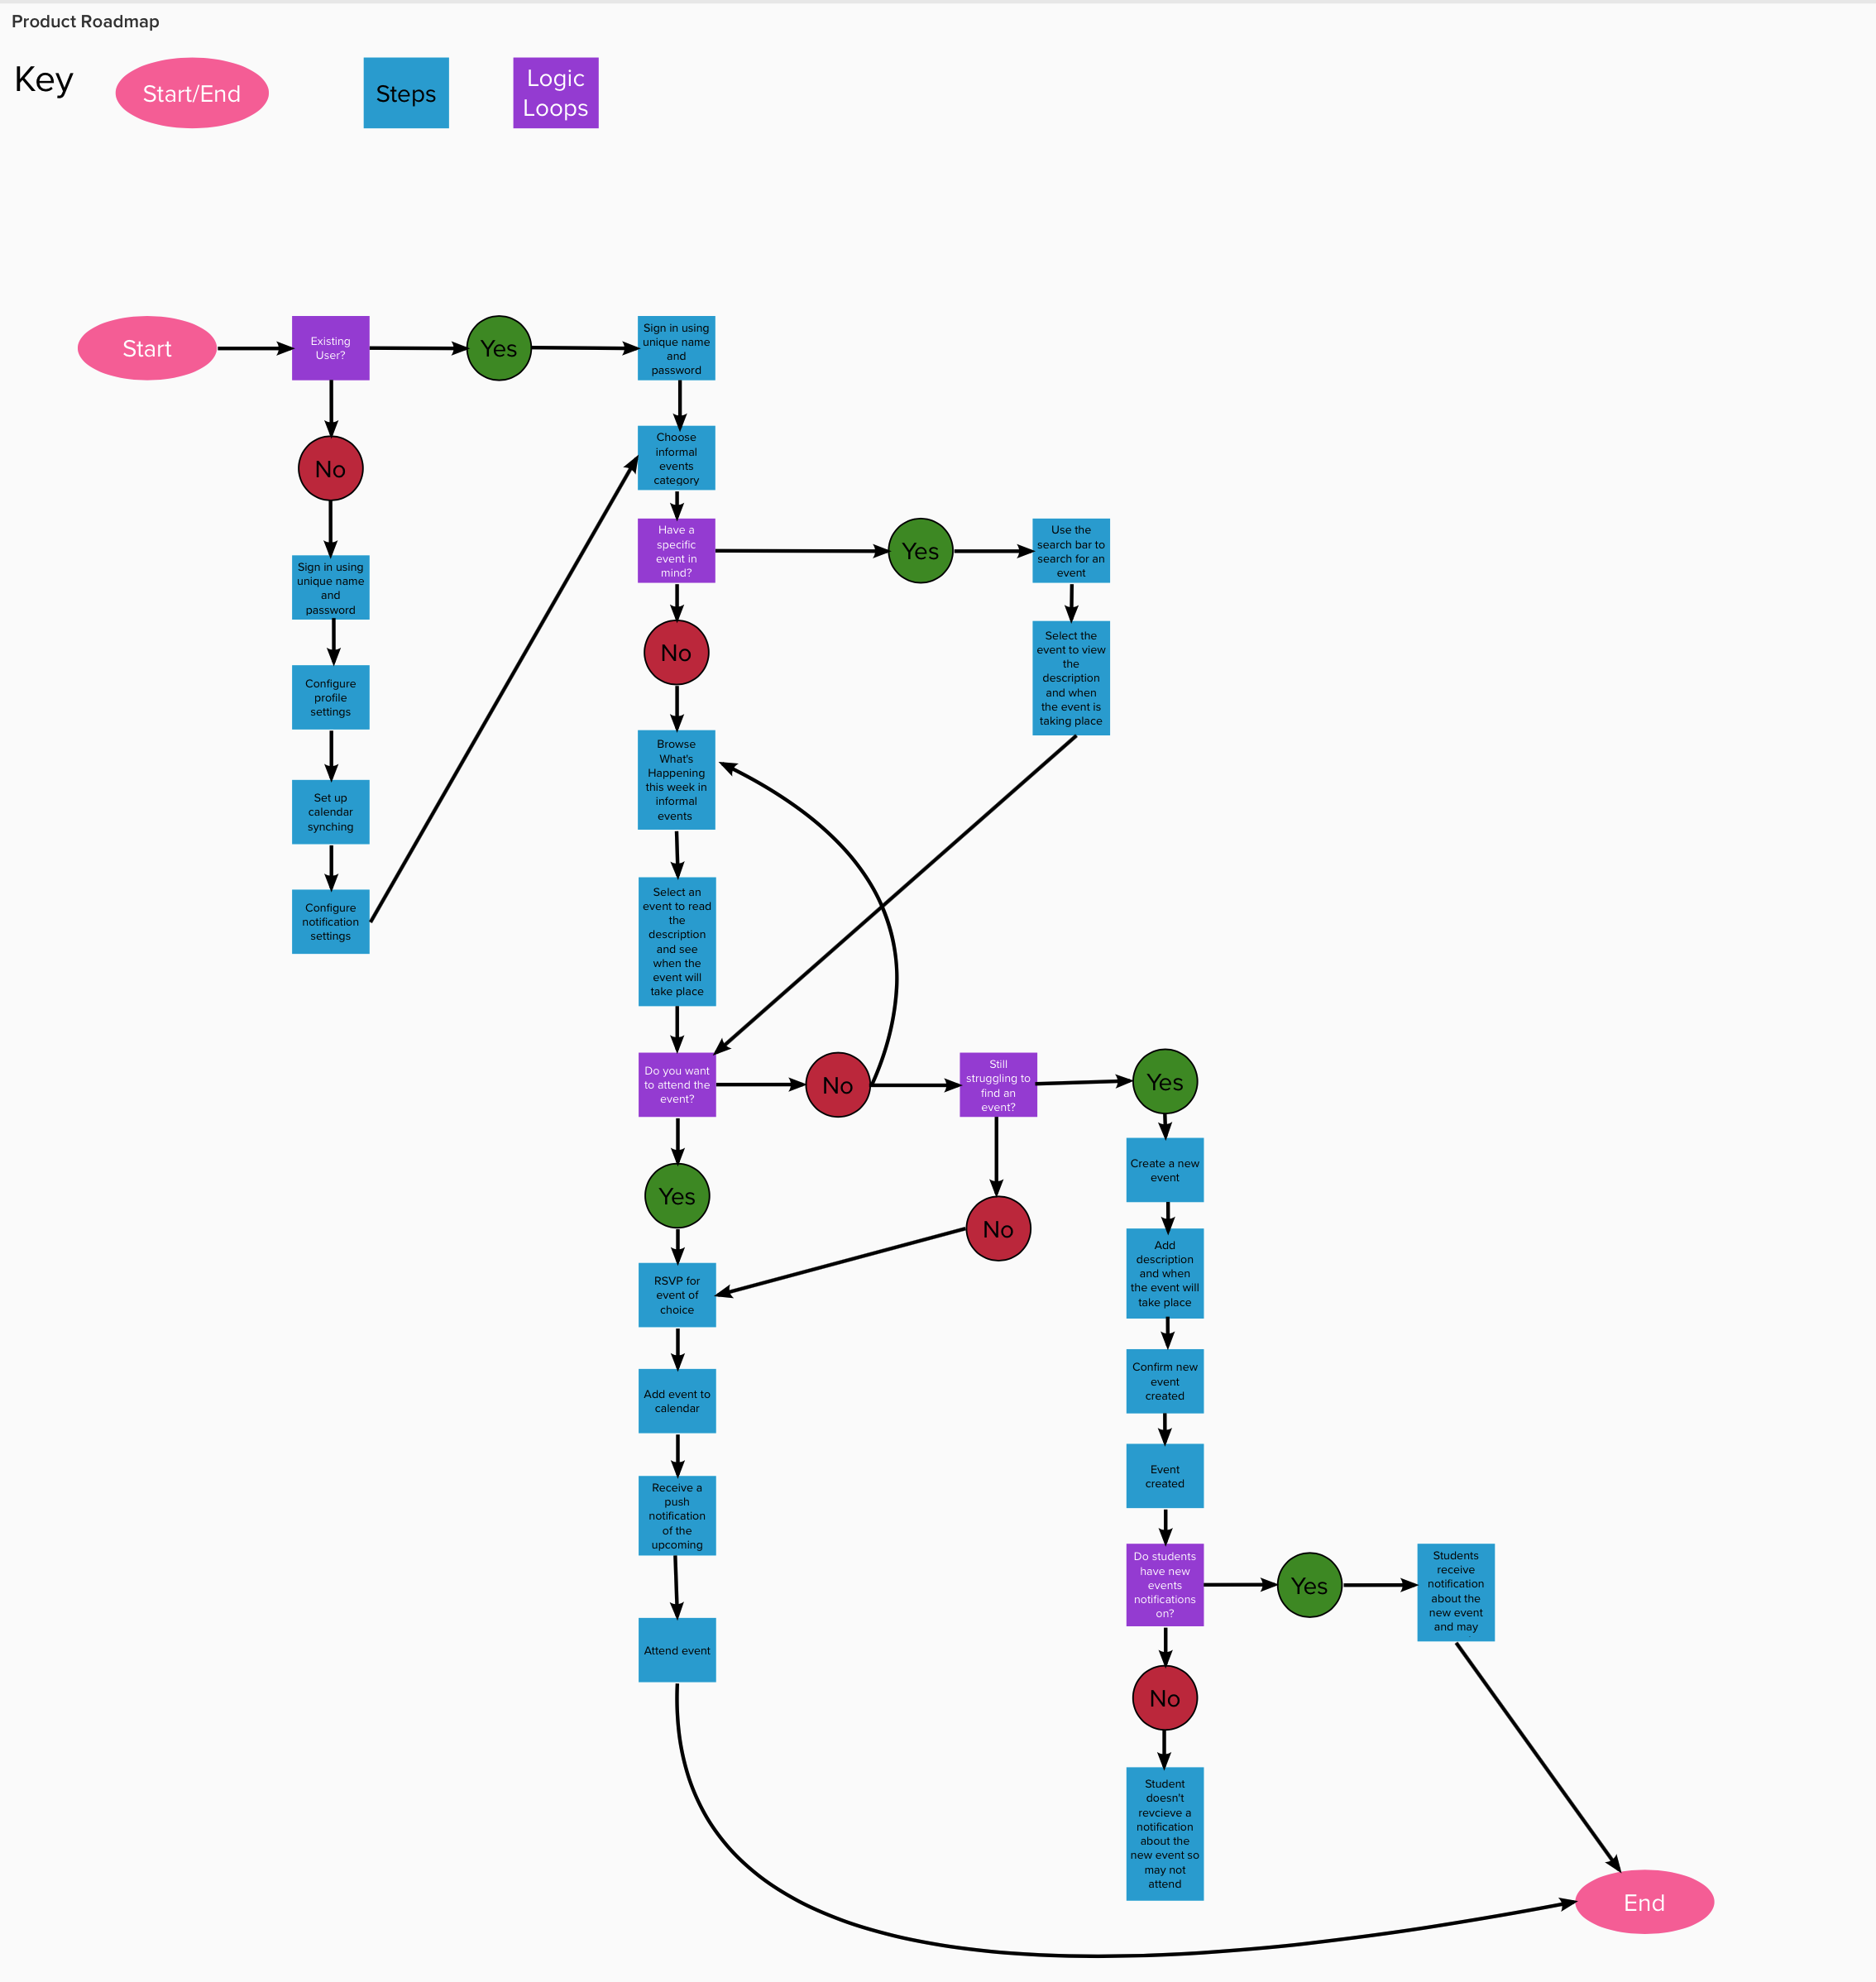 Product Roadmap
Key
Start/End
Steps
Logic
Loops
Start
Existing
User?
Yes
Sign in using
unique name
and
password
No
Sign in using
unique name
and
password
Configure
profile
settings
Set up
calendar
synching
Configure
notification
settings
Choose
informal
events
category
Have a
specific
event in
mind?
Yes
Use the
search bar to
search for an
event
Select the
event to view
the
description
and when
the event is
taking place
No
Browse
What's
Happening
this week in
informal
events
Select an
event to read
the
description
and see
when the
event will
take place
Do you want
to attend the
event?
No
Still
struggling to
find an
event?
Yes
No
Yes
RSVP for
event of
choice
Add event to
calendar
Receive a
push
notification
of the
upcoming
Attend event
Create a new
event
Add
description
and when
the event will
take place
Confirm new
event
created
Event
created
Do students
have new
events
notifications
on?
Yes
Students
receive
notification
about the
new event
and may
No
Student
doesn't
revcieve a
notification
about the
new event so
may not
attend
End